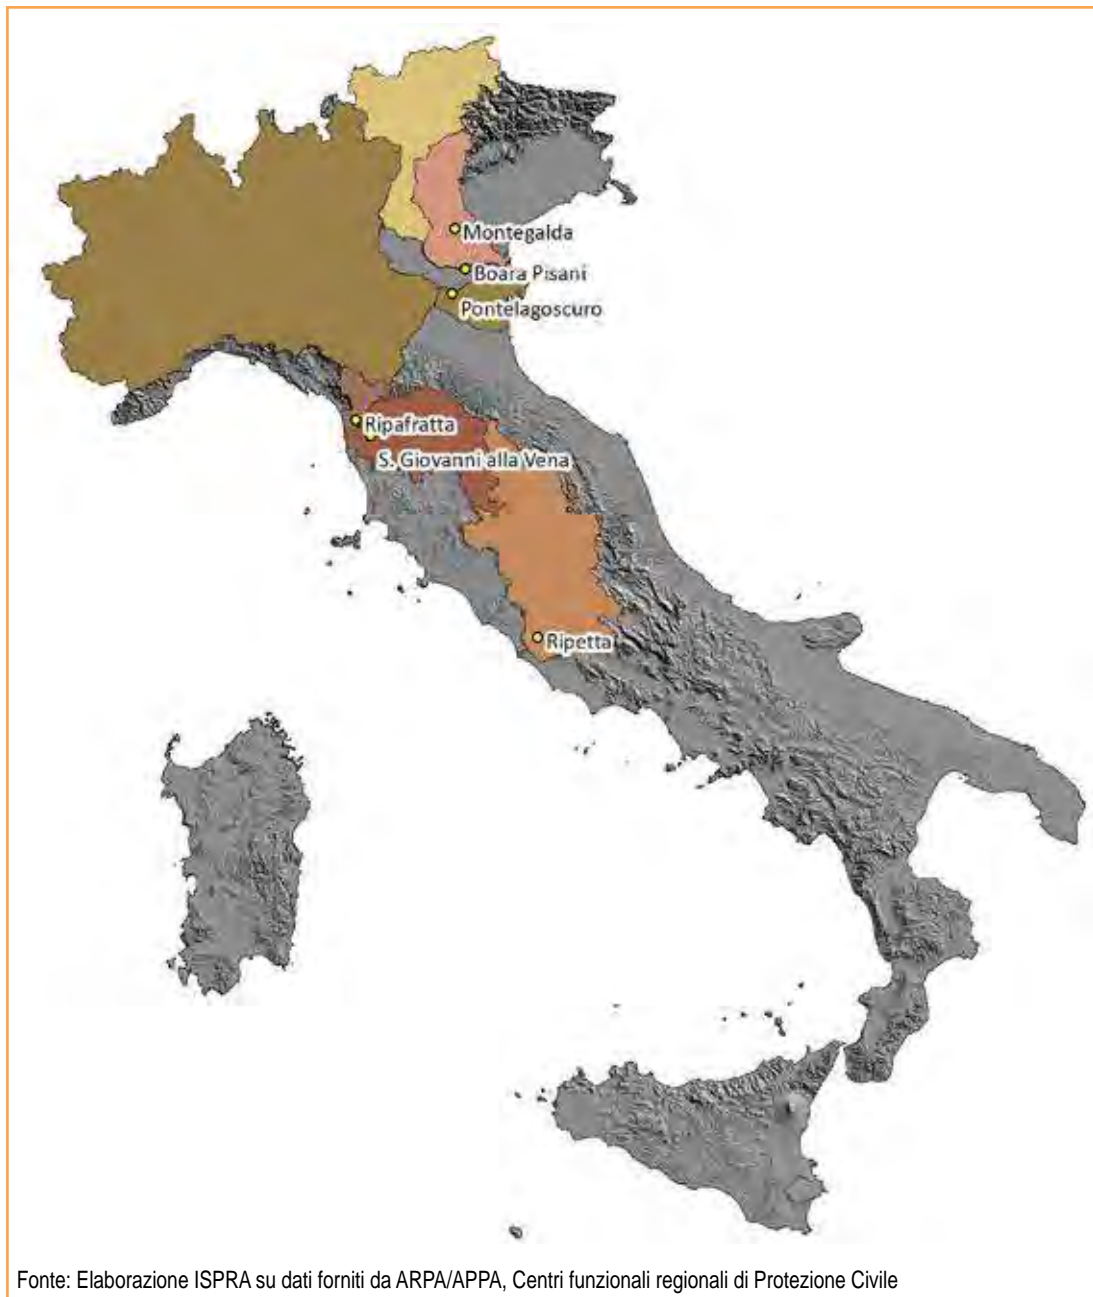 Montegalda
Boara Pisani
Pontelagoscuro
Ripafratta
S. Giovanni alla Vena
Ripetta
Fonte: Elaborazione ISPRA su dati forniti da ARPA/APPA, Centri funzionali regionali di Protezione Civile